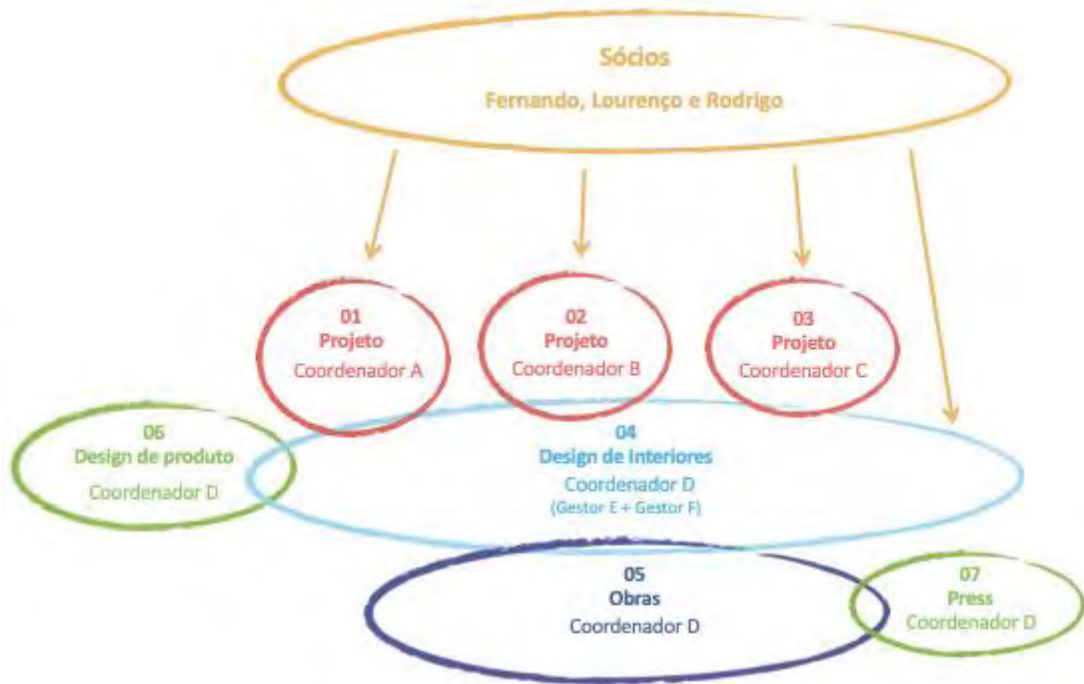 Sócios
Fernando, Lourenço e Rodrigo
01
Projeto
Coordenador A
02
Projeto
Coordenador B
03
Projeto
Coordenador C
06
Design de produto
Coordenador D
04
Design de Interiores
Coordenador D
(Gestor E + Gestor F)
05
Obras
Coordenador D
07
Press
Coordenador D